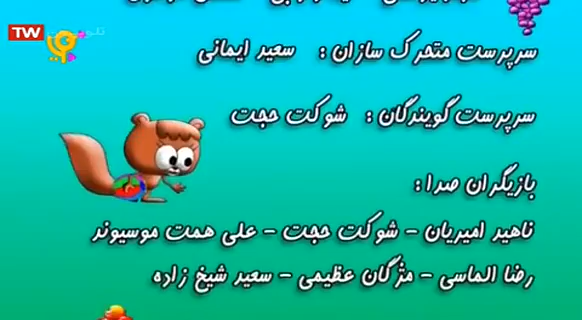 TW
سرپرست متحرک سازان : سعید ایمانی
سرپرست گویندگان : شوکت حجت
بازیگران صدا :
ناهید امیریان - شوکت حجت - علی همت موسیوند
رضا الماسی - مژگان عظیمی - سعید شیخ زاده